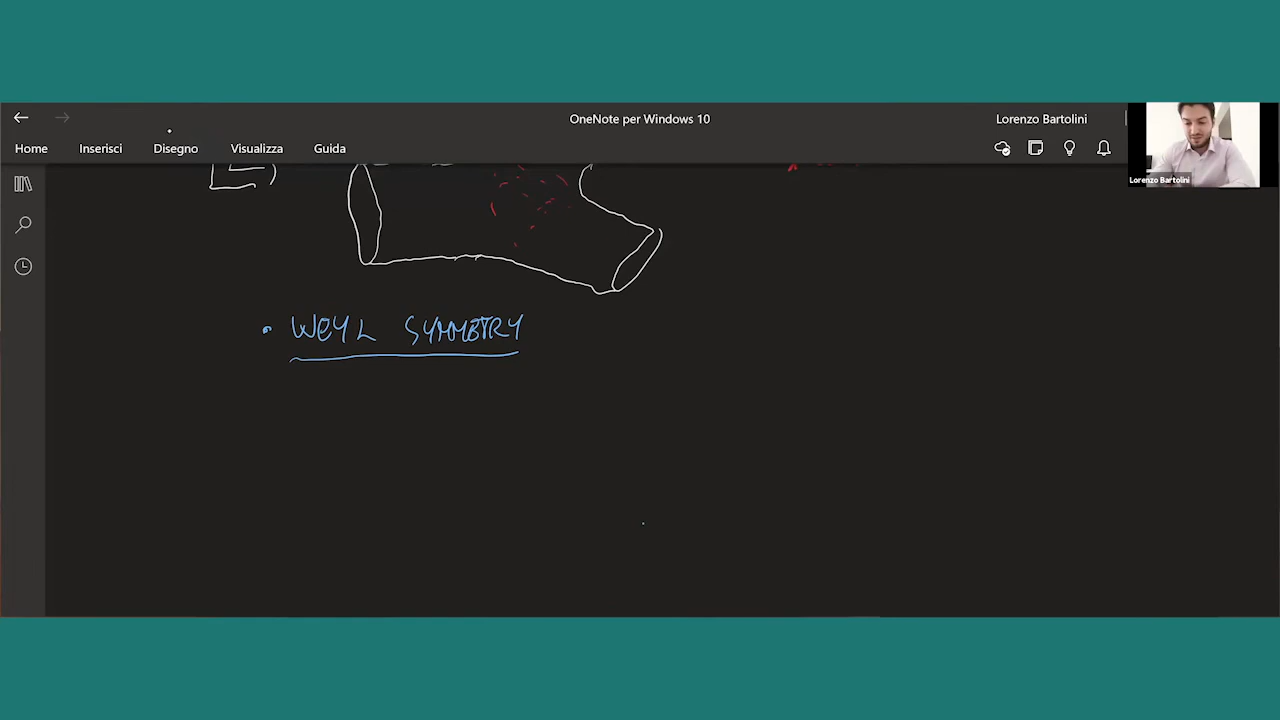 OneNote per Windows 10
Lorenzo Bartolini
Home Inserisci Disegno Visualizza Guida
Lorenzo Bartolini
• WEYL SYMMETRY